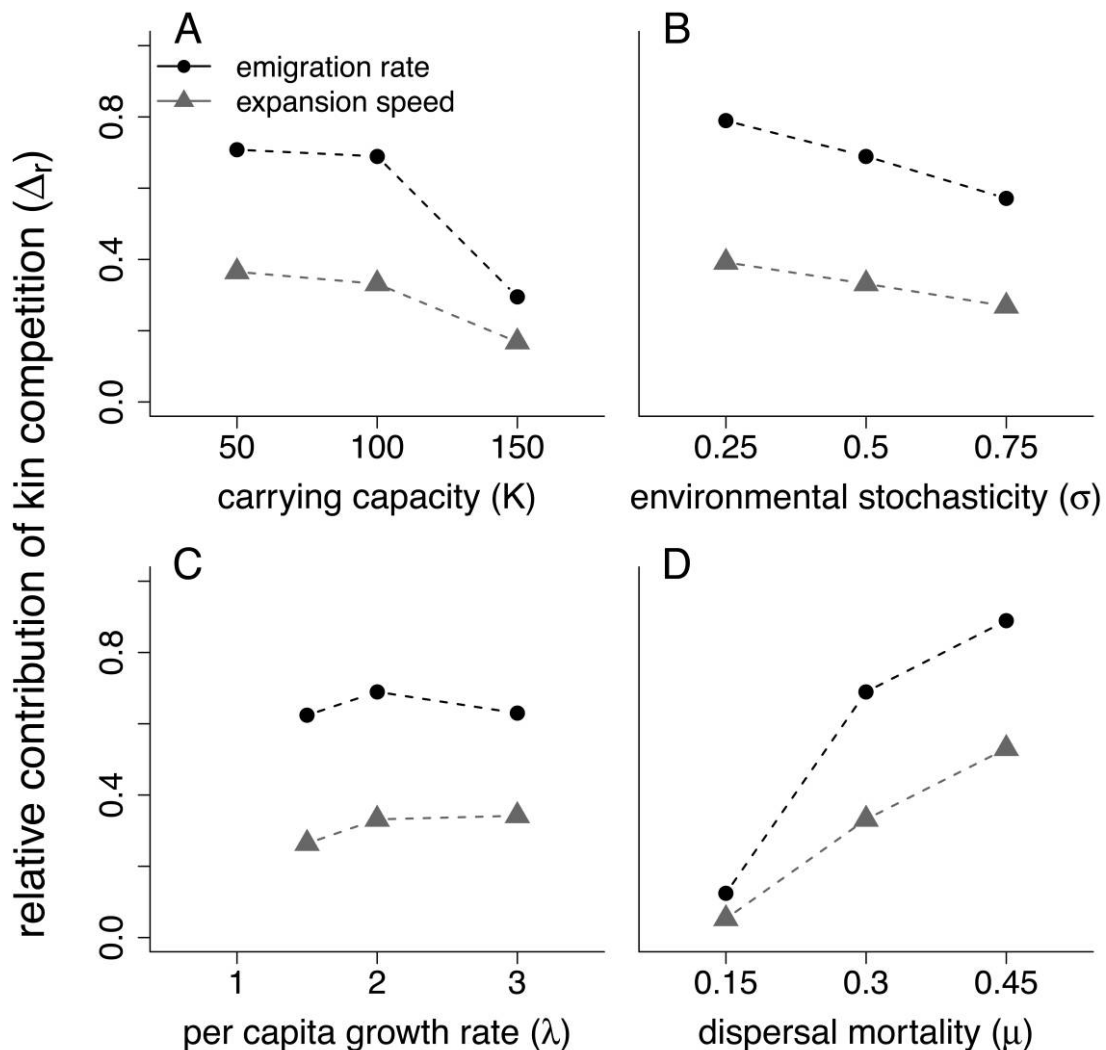 relative contribution of kin competition (Δr)
A
emigration rate
expansion speed
0.0
0.4
0.8
50 100 150
carrying capacity (K)
B
0.25 0.5 0.75
environmental stochasticity (σ)
C
0.0
0.4
0.8
1 2 3
per capita growth rate (λ)
D
0.15 0.3 0.45
dispersal mortality (μ)